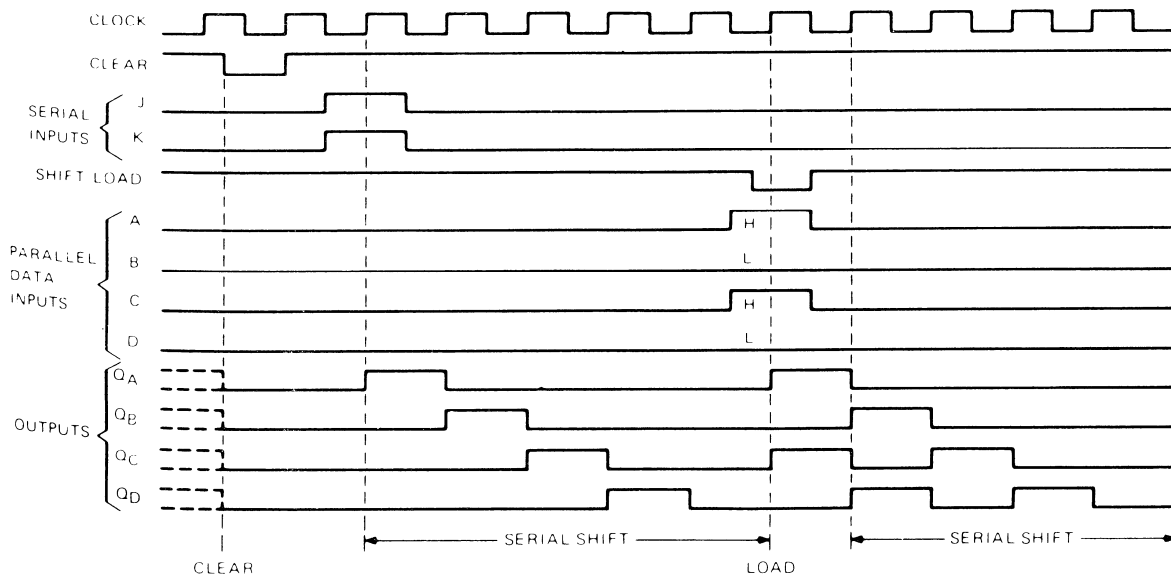 CLOCK
CLEAR
SERIAL
INPUTS
J
K
SHIFT LOAD
PARALLEL
DATA
INPUTS
A
H
B
L
C
H
D
L
OUTPUTS
QA
QB
QC
QD
SERIAL SHIFT
SERIAL SHIFT
CLEAR
LOAD